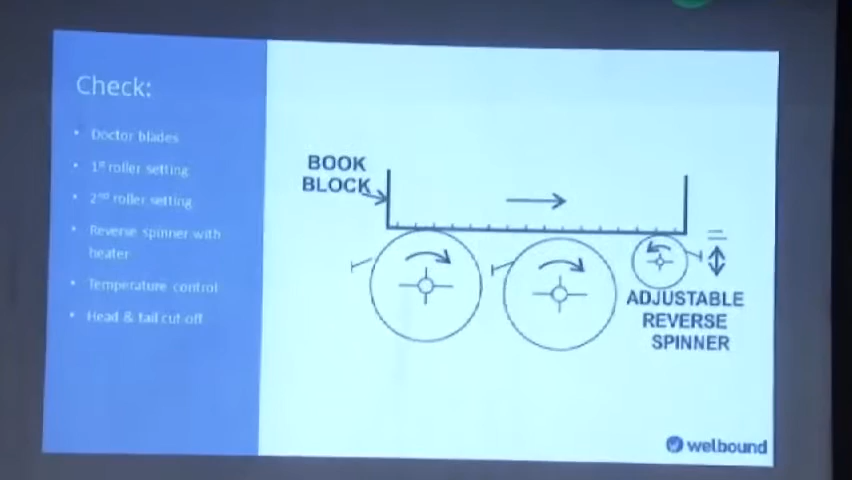 Check:
• Doctor blades
• 1st roller setting
• 2nd roller setting
• Reverse spinner with
heater
• Temperature control
• Head & tail cut off
BOOK
BLOCK
ADJUSTABLE
REVERSE
SPINNER
welbound